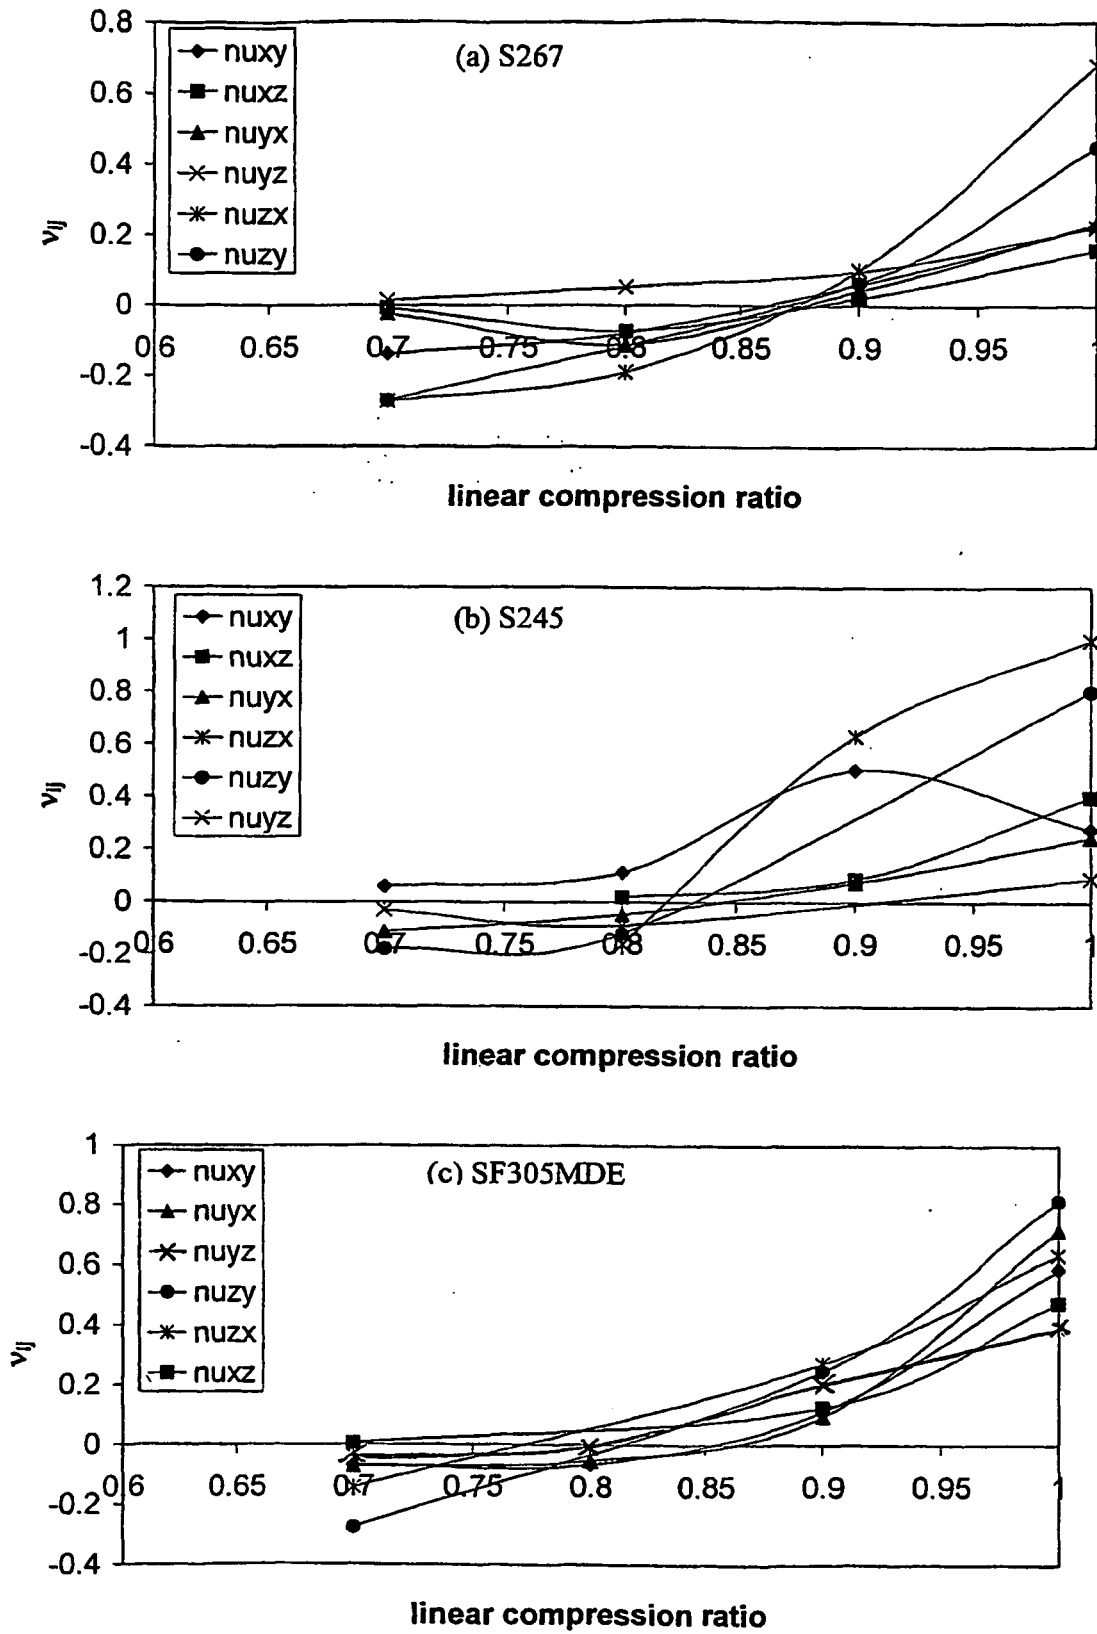 0.8
0.6
0.4
0.2
0
-0.2
-0.4
νij
nuxy
nuxz
nuyx
nuyz
nuzx
nuzy
(a) S267
0.6 0.65 0.7 0.75 0.8 0.85 0.9 0.95
linear compression ratio
1.2
1
0.8
0.6
0.4
0.2
0
-0.2
-0.4
νij
nuxy
nuxz
nuyx
nuzx
nuzy
nuyz
(b) S245
0.6 0.65 0.7 0.75 0.8 0.85 0.9 0.95 1
linear compression ratio
1
0.8
0.6
0.4
0.2
0
-0.2
-0.4
νij
nuxy
nuyx
nuyz
nuzy
nuzx
nuxz
(c) SF305MDE
0.6 0.65 0.7 0.75 0.8 0.85 0.9 0.95 1
linear compression ratio